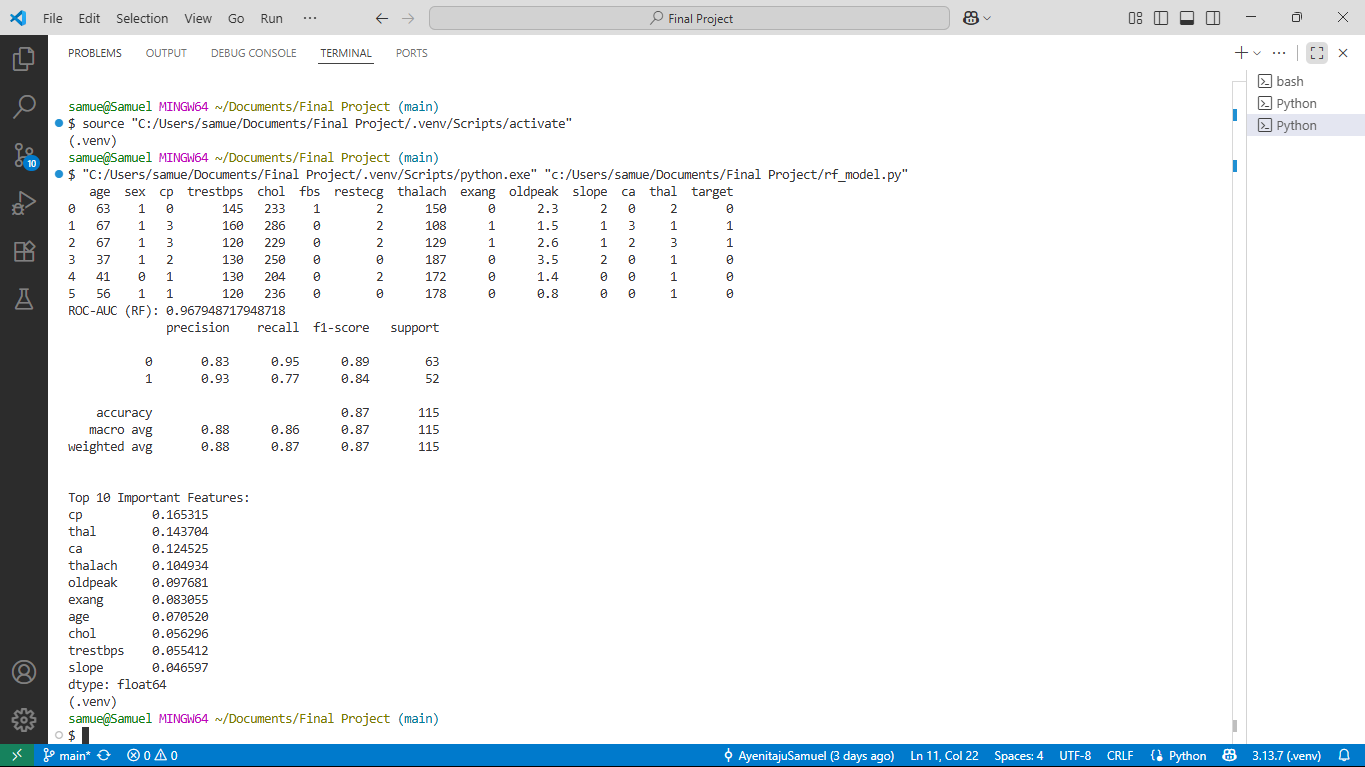 File Edit Selection View Go Run ··· Final Project
PROBLEMS OUTPUT DEBUG CONSOLE TERMINAL PORTS
bash
Python
Python
samue@Samuel MINGW64 ~/Documents/Final Project (main)
$ source "C:/Users/samue/Documents/Final Project/.venv/Scripts/activate"
(.venv)
samue@Samuel MINGW64 ~/Documents/Final Project (main)
$ "C:/Users/samue/Documents/Final Project/.venv/Scripts/python.exe" "c:/Users/samue/Documents/Final Project/rf_model.py"
age sex cp trestbps chol fbs restecg thalach exang oldpeak slope ca thal target
0 63 1 0 145 233 1 2 150 0 2.3 2 0 2 0
1 67 1 3 160 286 0 2 108 1 1.5 1 3 1 1
2 67 1 3 120 229 0 2 129 1 2.6 1 2 3 1
3 37 1 2 130 250 0 0 187 0 3.5 2 0 1 0
4 41 0 1 130 204 0 2 172 0 1.4 0 0 1 0
5 56 1 1 120 236 0 0 178 0 0.8 0 0 1 0
ROC-AUC (RF): 0.967948717948718
precision recall f1-score support
0 0.83 0.95 0.89 63
1 0.93 0.77 0.84 52
accuracy 0.87 115
macro avg 0.88 0.86 0.87 115
weighted avg 0.88 0.87 0.87 115
Top 10 Important Features:
cp 0.165315
thal 0.143704
ca 0.124525
thalach 0.104934
oldpeak 0.097681
exang 0.083055
age 0.070520
chol 0.056296
trestbps 0.055412
slope 0.046597
dtype: float64
(.venv)
samue@Samuel MINGW64 ~/Documents/Final Project (main)
$
10
main* 0 0 AyenitajuSamuel (3 days ago) Ln 11, Col 22 Spaces: 4 UTF-8 CRLF Python 3.13.7 (.venv)